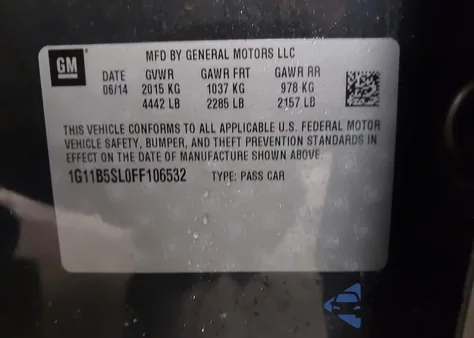 GM
MFD BY GENERAL MOTORS LLC
DATE GVWR GAWR FRT GAWR RR
06/14 2015 KG 1037 KG 978 KG
4442 LB 2285 LB 2157 LB
THIS VEHICLE CONFORMS TO ALL APPLICABLE U.S. FEDERAL MOTOR
VEHICLE SAFETY, BUMPER, AND THEFT PREVENTION STANDARDS IN
EFFECT ON THE DATE OF MANUFACTURE SHOWN ABOVE.
1G11B5SL0FF106532 TYPE: PASS CAR